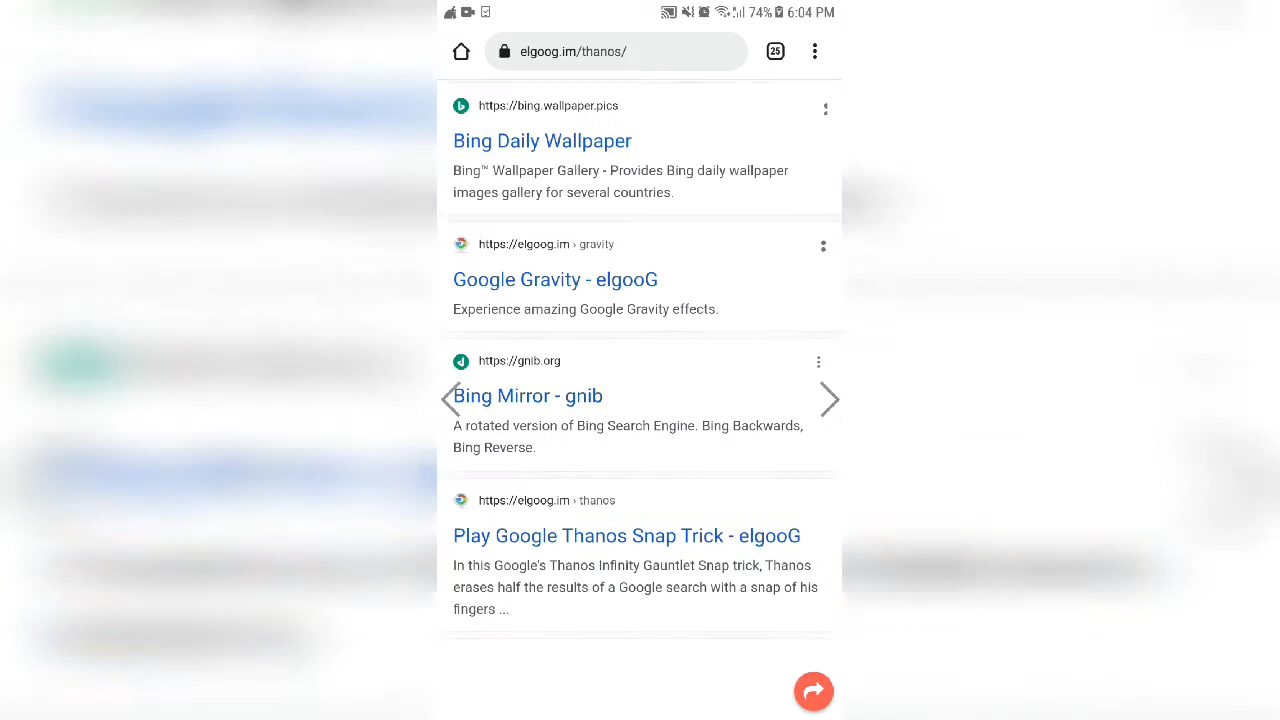 74% 6:04 PM
elgoog.im/thanos/ 25
https://bing.wallpaper.pics
Bing Daily Wallpaper
Bing™ Wallpaper Gallery - Provides Bing daily wallpaper
images gallery for several countries.
https://elgoog.im › gravity
Google Gravity - elgooG
Experience amazing Google Gravity effects.
https://gnib.org
Bing Mirror - gnib
A rotated version of Bing Search Engine. Bing Backwards,
Bing Reverse.
https://elgoog.im › thanos
Play Google Thanos Snap Trick - elgooG
In this Google's Thanos Infinity Gauntlet Snap trick, Thanos
erases half the results of a Google search with a snap of his
fingers ...